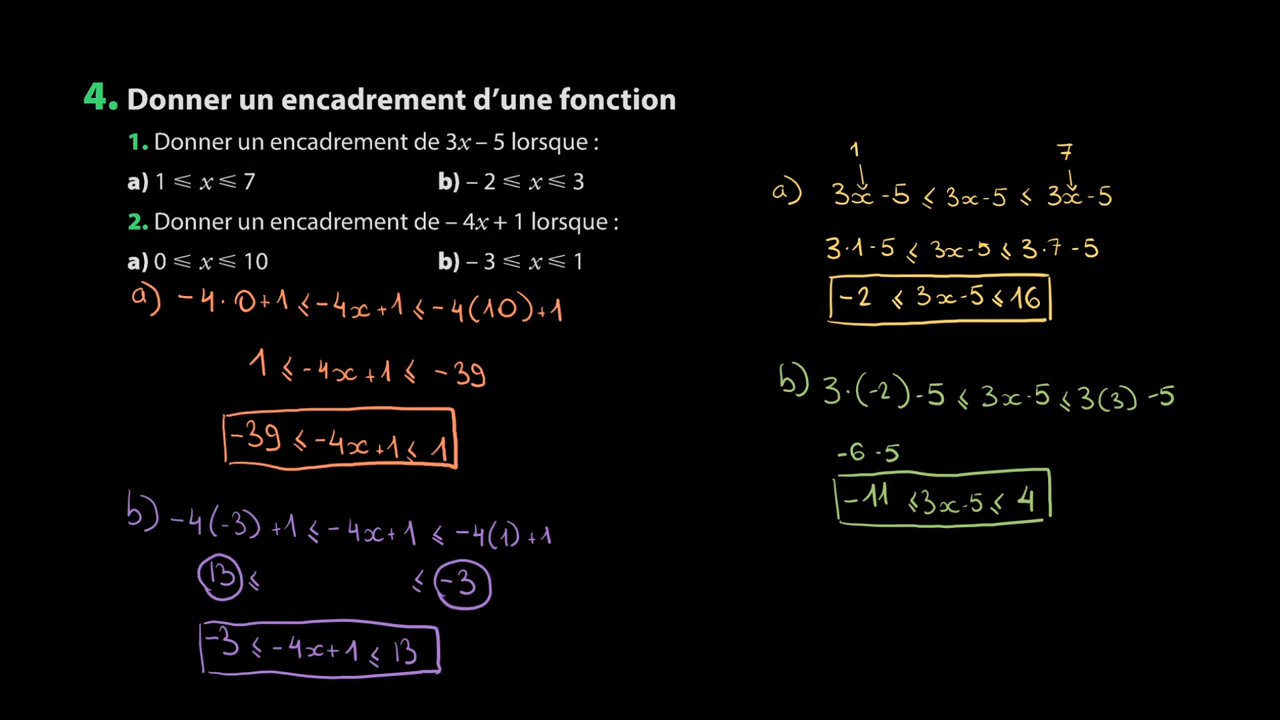 4. Donner un encadrement d'une fonction
1. Donner un encadrement de 3x – 5 lorsque :
a) 1 ⩽ x ⩽ 7
b) – 2 ⩽ x ⩽ 3
2. Donner un encadrement de – 4x + 1 lorsque :
a) 0 ⩽ x ⩽ 10
b) – 3 ⩽ x ⩽ 1
a) -4·0+1 ⩽ -4x+1 ⩽ -4(10)+1
1 ⩽ -4x+1 ⩽ -39
-39 ⩽ -4x+1 ⩽ 1
b) -4(-3)+1 ⩽ -4x+1 ⩽ -4(1)+1
13 ⩽ ⩽ -3
-3 ⩽ -4x+1 ⩽ 13
1 7
a) 3x-5 ⩽ 3x-5 ⩽ 3x-5
3·1-5 ⩽ 3x-5 ⩽ 3·7-5
-2 ⩽ 3x-5 ⩽ 16
b) 3·(-2)-5 ⩽ 3x-5 ⩽ 3(3)-5
-6-5
-11 ⩽ 3x-5 ⩽ 4